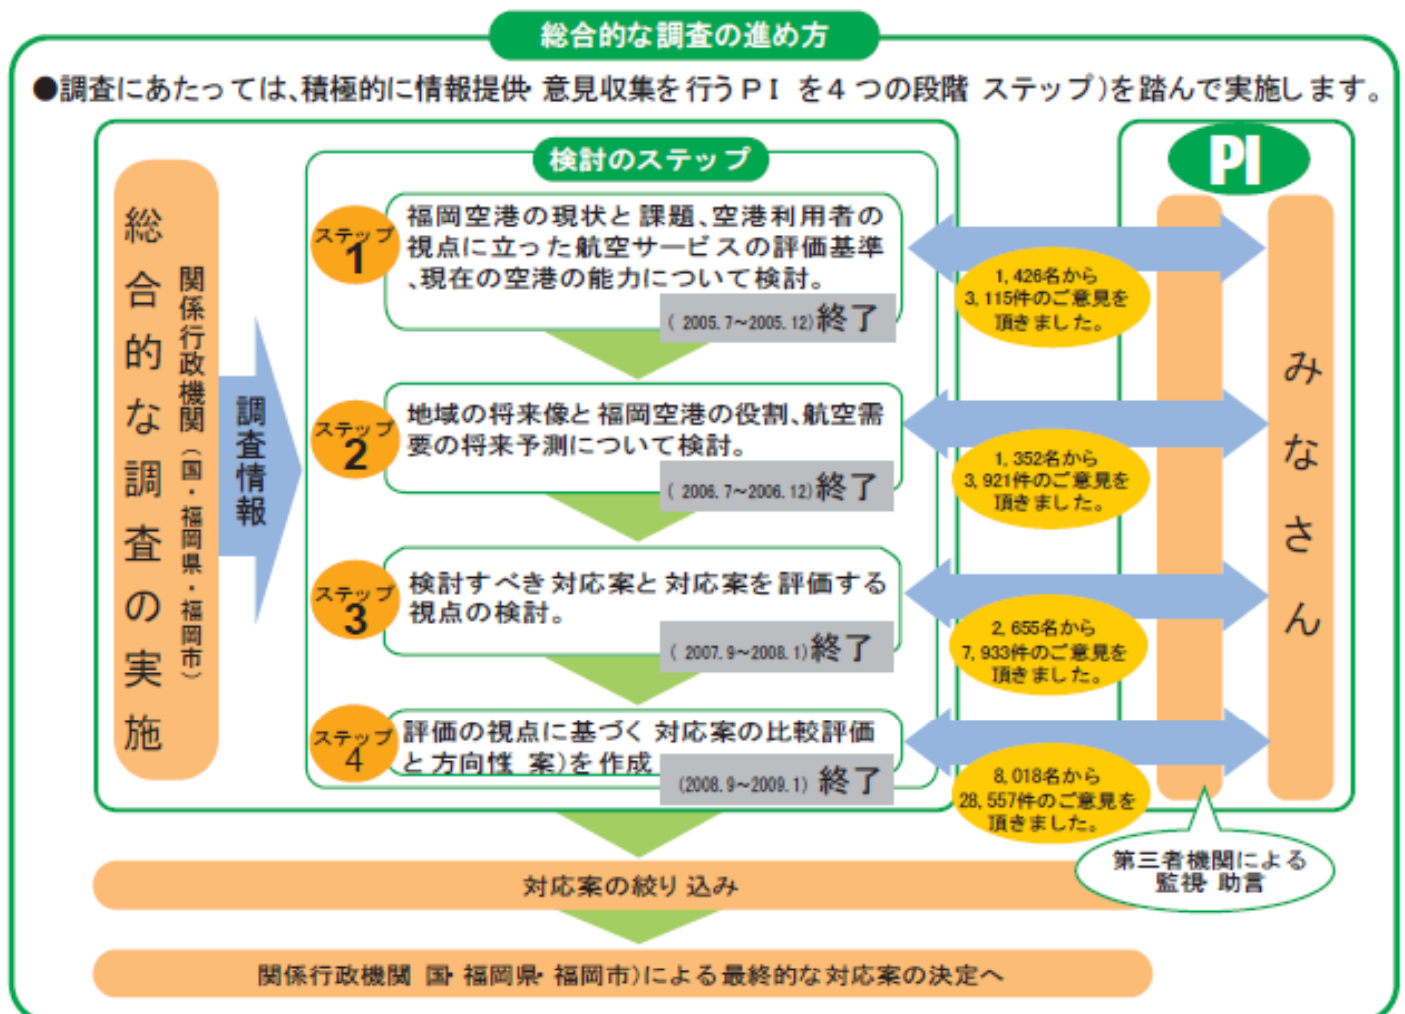 総合的な調査の進め方
●調査にあたっては、積極的に情報提供・意見収集を行うPI を4つの段階 ステップ)を踏んで実施します。
総合的な調査の実施
関係行政機関(国・福岡県・福岡市)
調査情報
検討のステップ
ステップ
1
福岡空港の現状と課題、空港利用者の
視点に立った航空サービスの評価基準
、現在の空港の能力について検討。
( 2005.7~2005.12)終了
ステップ
2
地域の将来像と福岡空港の役割、航空需
要の将来予測について検討。
( 2006.7~2006.12)終了
ステップ
3
検討すべき対応案と対応案を評価する
視点の検討。
( 2007.9~2008.1)終了
ステップ
4
評価の視点に基づく 対応案の比較評価
と方向性 案)を作成
(2008.9~2009.1) 終了
PI
1,426名から
3,115件のご意見を
頂きました。
1,352名から
3,921件のご意見を
頂きました。
2,655名から
7,933件のご意見を
頂きました。
8,018名から
28,557件のご意見を
頂きました。
みなさん
第三者機関による
監視・助言
対応案の絞り込み
関係行政機関 国・福岡県・福岡市)による最終的な対応案の決定へ